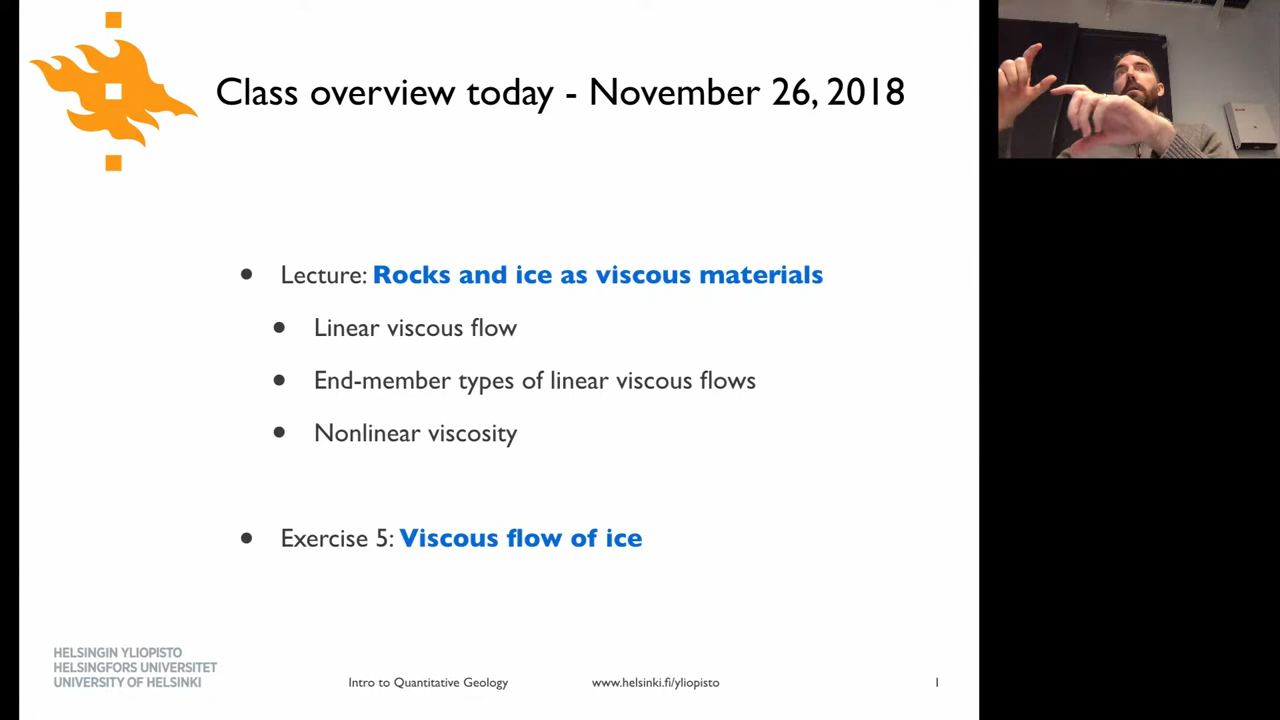 Class overview today - November 26, 2018
• Lecture: Rocks and ice as viscous materials
• Linear viscous flow
• End-member types of linear viscous flows
• Nonlinear viscosity
• Exercise 5: Viscous flow of ice
HELSINGIN YLIOPISTO
HELSINGFORS UNIVERSITET
UNIVERSITY OF HELSINKI
Intro to Quantitative Geology
www.helsinki.fi/yliopisto
1